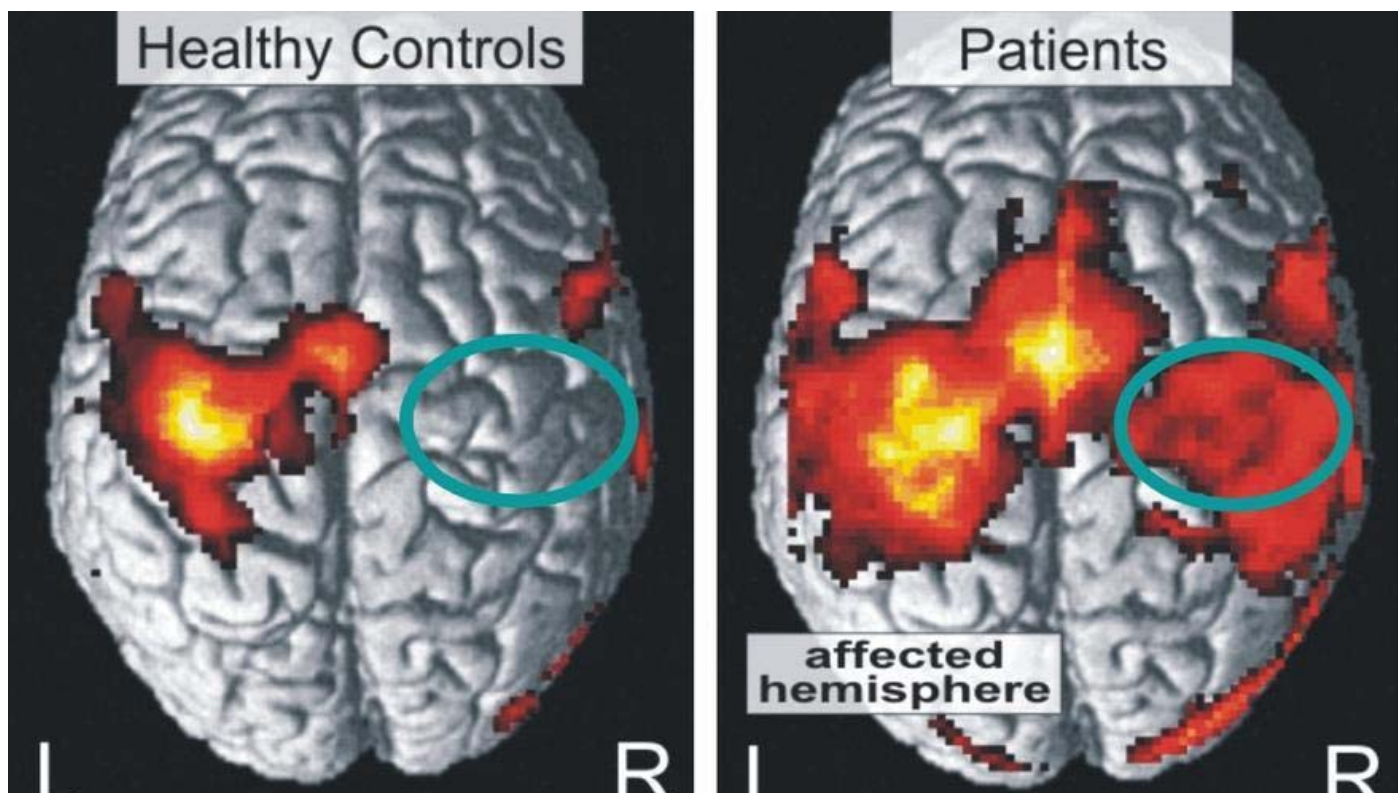 Healthy Controls
Patients
affected
hemisphere
L
R
L
R